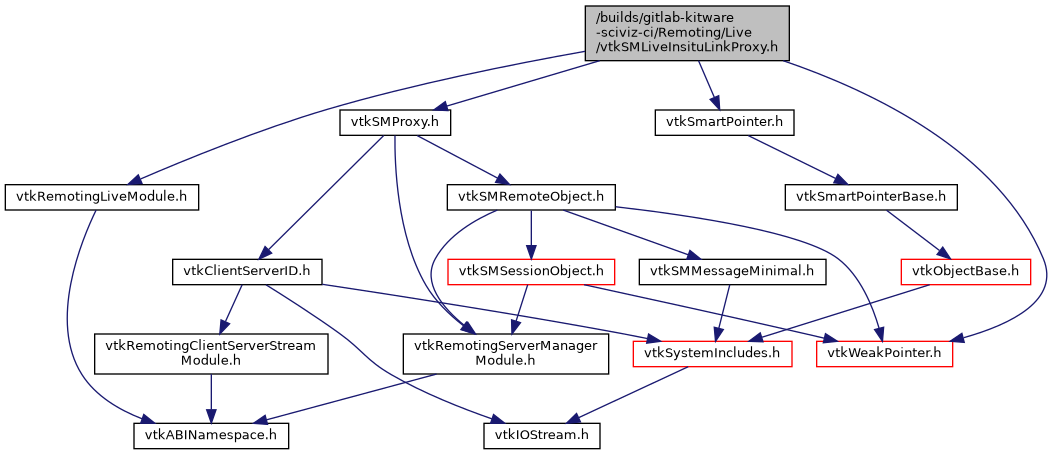 /builds/gitlab-kitware
-sciviz-ci/Remoting/Live
/vtkSMLiveInsituLinkProxy.h
vtkSMProxy.h
vtkSmartPointer.h
vtkRemotingLiveModule.h
vtkSMRemoteObject.h
vtkSmartPointerBase.h
vtkClientServerID.h
vtkSMSessionObject.h
vtkSMMessageMinimal.h
vtkObjectBase.h
vtkRemotingClientServerStream
Module.h
vtkRemotingServerManager
Module.h
vtkSystemIncludes.h
vtkWeakPointer.h
vtkABINamespace.h
vtkIOStream.h